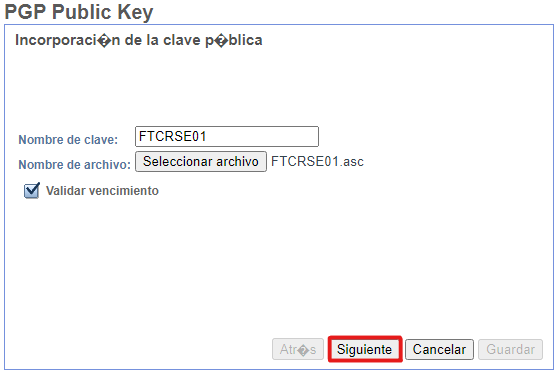 PGP Public Key
Incorporaci�n de la clave p�blica
Nombre de clave: FTCRSE01
Nombre de archivo: Seleccionar archivo FTCRSE01.asc
Validar vencimiento
Atr�s Siguiente Cancelar Guardar